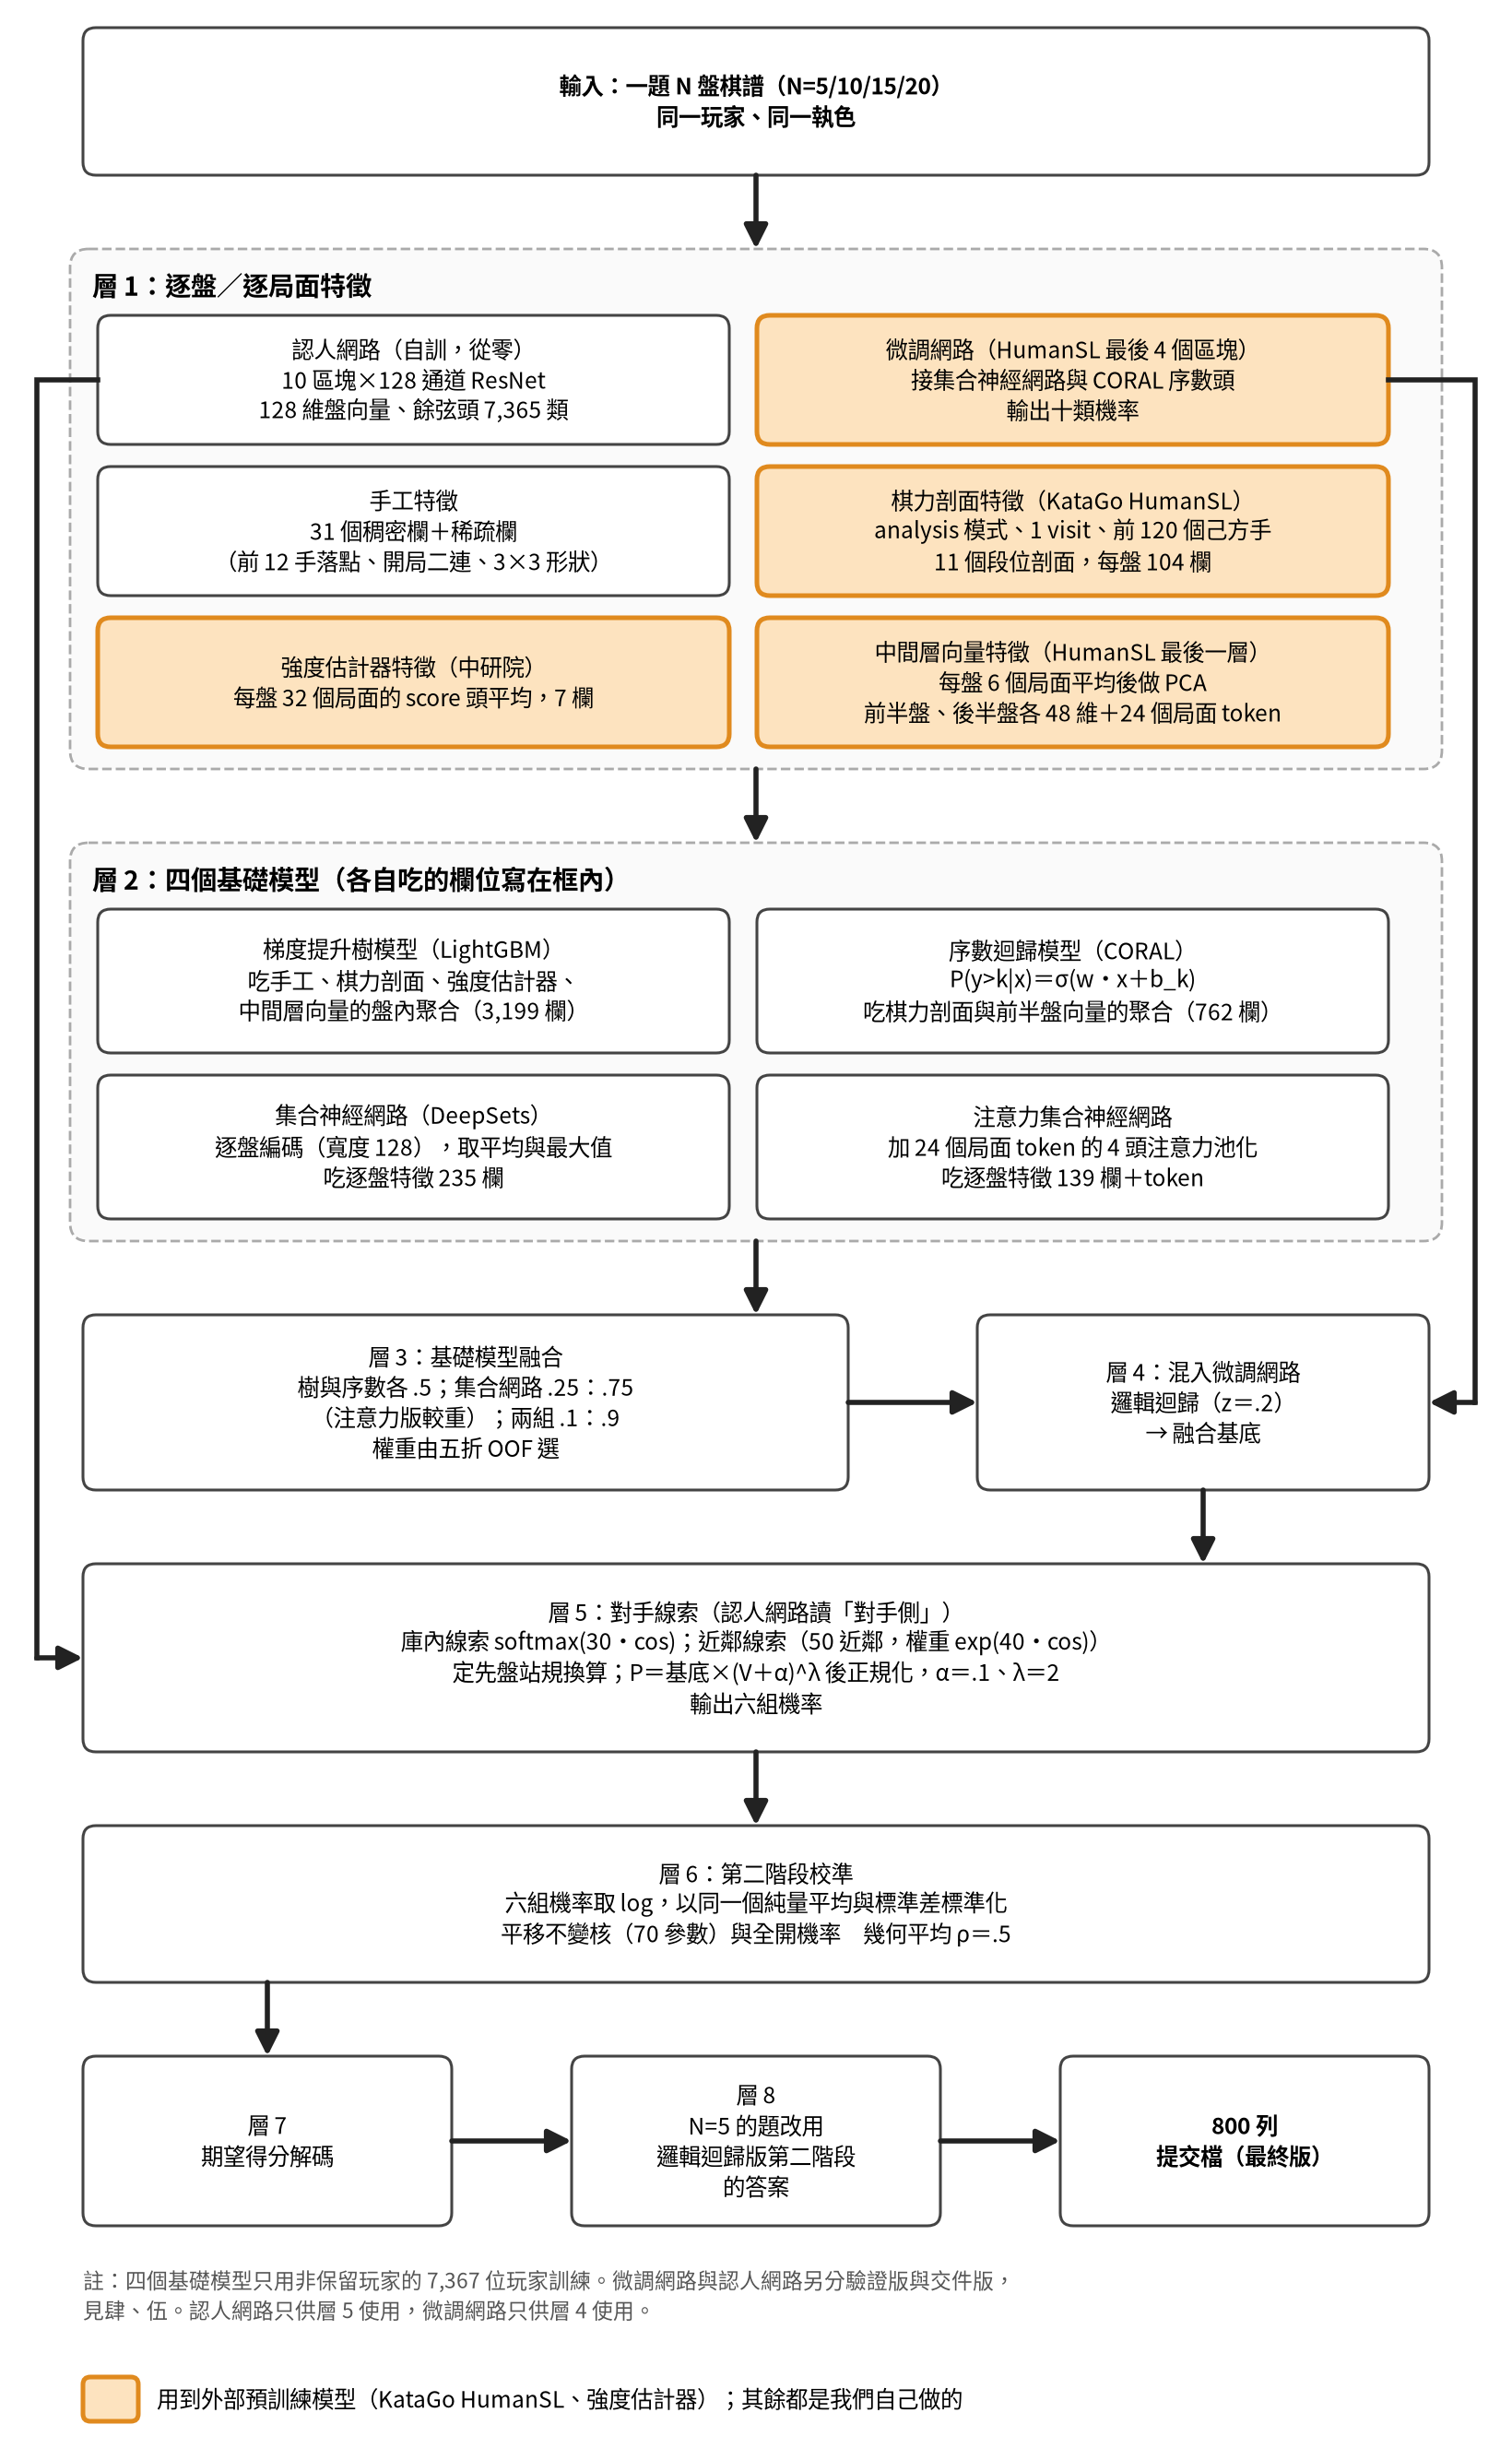 輸入：一題 N 盤棋譜（N=5/10/15/20）
同一玩家、同一執色
層 1：逐盤／逐局面特徵
認人網路（自訓，從零）
10 區塊×128 通道 ResNet
128 維盤向量、餘弦頭 7,365 類
微調網路（HumanSL 最後 4 個區塊）
接集合神經網路與 CORAL 序數頭
輸出十類機率
手工特徵
31 個稠密欄＋稀疏欄
（前 12 手落點、開局二連、3×3 形狀）
棋力剖面特徵（KataGo HumanSL）
analysis 模式、1 visit、前 120 個己方手
11 個段位剖面，每盤 104 欄
強度估計器特徵（中研院）
每盤 32 個局面的 score 頭平均，7 欄
中間層向量特徵（HumanSL 最後一層）
每盤 6 個局面平均後做 PCA
前半盤、後半盤各 48 維＋24 個局面 token
層 2：四個基礎模型（各自吃的欄位寫在框內）
梯度提升樹模型（LightGBM）
吃手工、棋力剖面、強度估計器、
中間層向量的盤內聚合（3,199 欄）
序數迴歸模型（CORAL）
P(y>k|x)＝σ(w・x＋b_k)
吃棋力剖面與前半盤向量的聚合（762 欄）
集合神經網路（DeepSets）
逐盤編碼（寬度 128），取平均與最大值
吃逐盤特徵 235 欄
注意力集合神經網路
加 24 個局面 token 的 4 頭注意力池化
吃逐盤特徵 139 欄＋token
層 3：基礎模型融合
樹與序數各 .5；集合網路 .25：.75
（注意力版較重）；兩組 .1：.9
權重由五折 OOF 選
層 4：混入微調網路
邏輯迴歸（z＝.2）
→ 融合基底
層 5：對手線索（認人網路讀「對手側」）
庫內線索 softmax(30・cos)；近鄰線索（50 近鄰，權重 exp(40・cos)）
定先盤站規換算；P＝基底×(V＋α)^λ 後正規化，α＝.1、λ＝2
輸出六組機率
層 6：第二階段校準
六組機率取 log，以同一個純量平均與標準差標準化
平移不變核（70 參數）與全開機率　幾何平均 ρ＝.5
層 7
期望得分解碼
層 8
N=5 的題改用
邏輯迴歸版第二階段
的答案
800 列
提交檔（最終版）
註：四個基礎模型只用非保留玩家的 7,367 位玩家訓練。微調網路與認人網路另分驗證版與交件版，
見肆、伍。認人網路只供層 5 使用，微調網路只供層 4 使用。
用到外部預訓練模型（KataGo HumanSL、強度估計器）；其餘都是我們自己做的